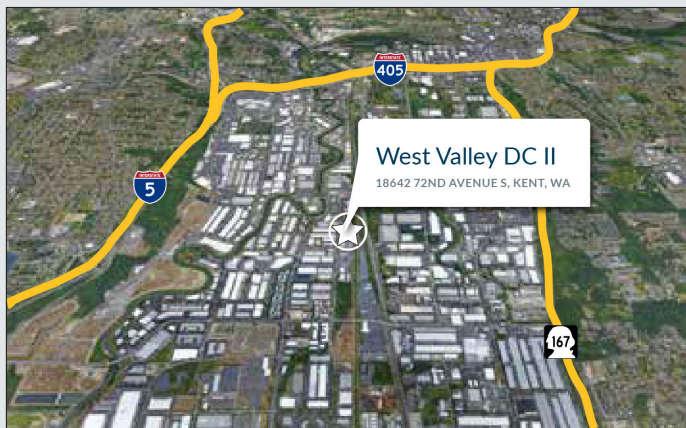 INTERSTATE
405
West Valley DC II
18642 72ND AVENUE S, KENT, WA
INTERSTATE
5
167